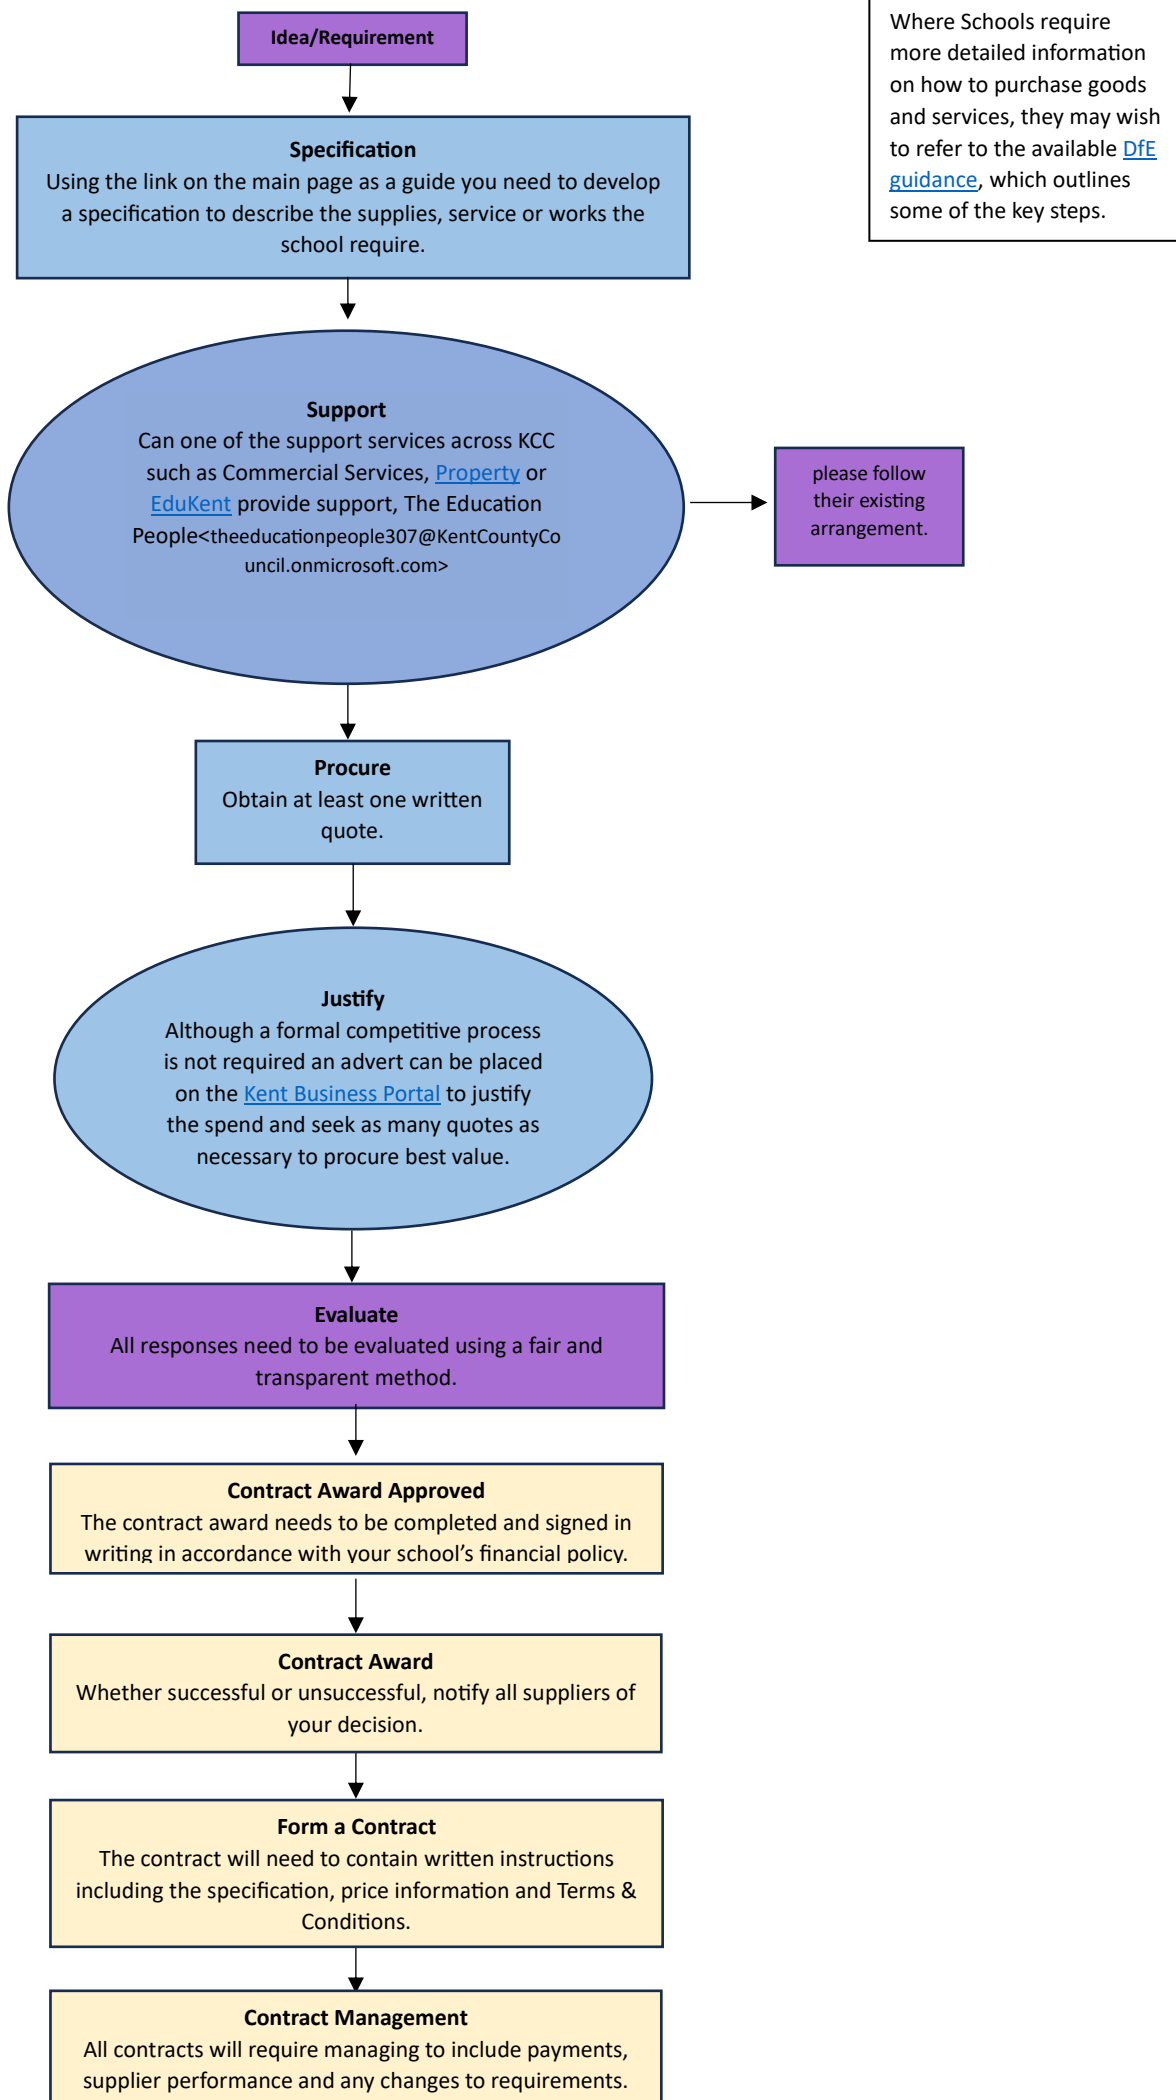 Idea/Requirement
Where Schools require
more detailed information
on how to purchase goods
and services, they may wish
to refer to the available DfE
guidance, which outlines
some of the key steps.
Specification
Using the link on the main page as a guide you need to develop
a specification to describe the supplies, service or works the
school require.
Support
Can one of the support services across KCC
such as Commercial Services, Property or
EduKent provide support, The Education
People<theeducationpeople307@KentCountyCo
uncil.onmicrosoft.com>
please follow
their existing
arrangement.
Procure
Obtain at least one written
quote.
Justify
Although a formal competitive process
is not required an advert can be placed
on the Kent Business Portal to justify
the spend and seek as many quotes as
necessary to procure best value.
Evaluate
All responses need to be evaluated using a fair and
transparent method.
Contract Award Approved
The contract award needs to be completed and signed in
writing in accordance with your school’s financial policy.
Contract Award
Whether successful or unsuccessful, notify all suppliers of
your decision.
Form a Contract
The contract will need to contain written instructions
including the specification, price information and Terms &
Conditions.
Contract Management
All contracts will require managing to include payments,
supplier performance and any changes to requirements.